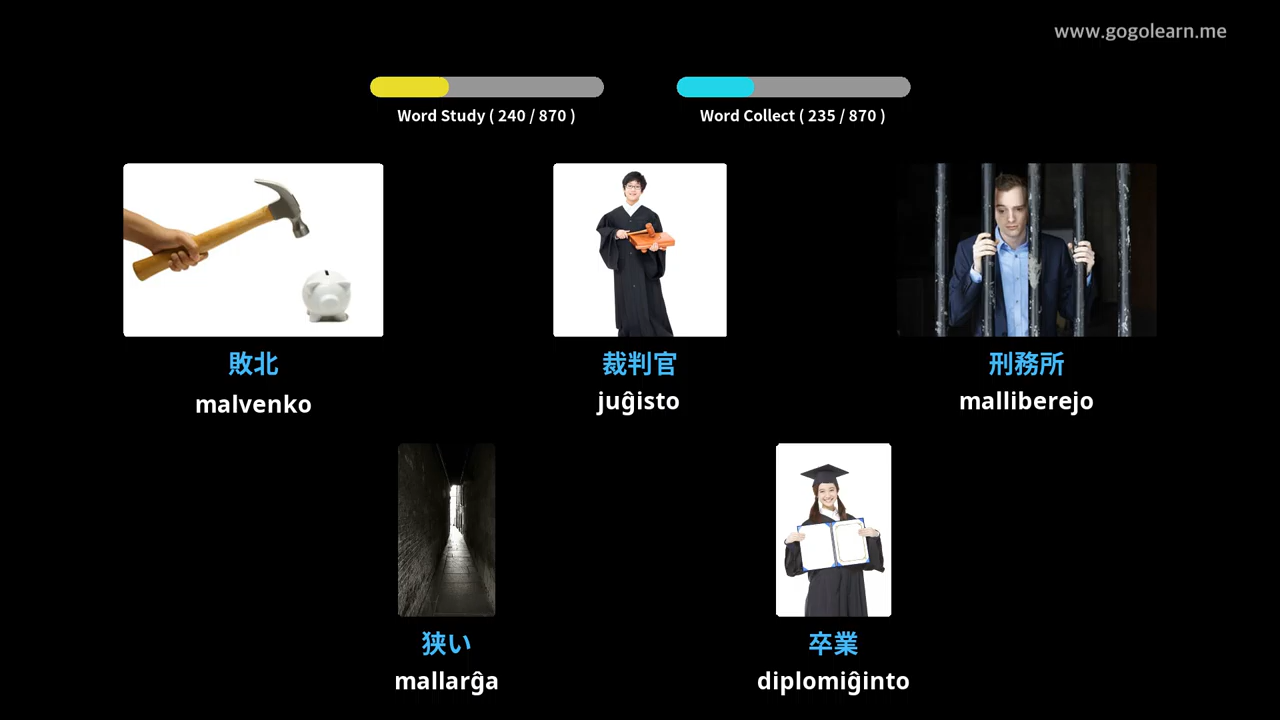 www.gogolearn.me
Word Study ( 240 / 870 )
Word Collect ( 235 / 870 )
敗北
malvenko
裁判官
juĝisto
刑務所
malliberejo
狭い
mallarĝa
卒業
diplomiĝinto